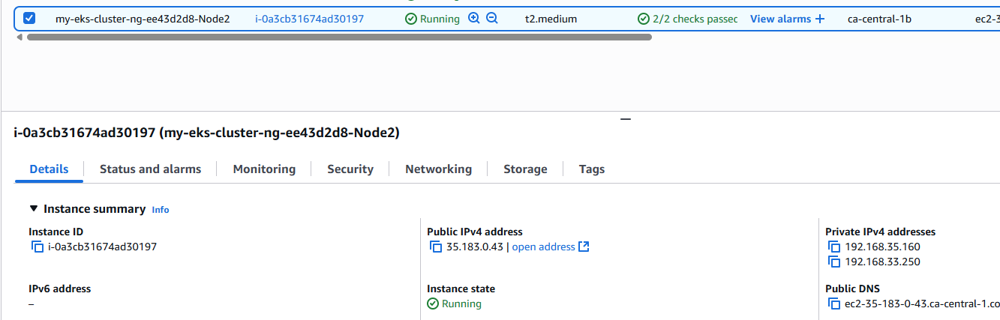 my-eks-cluster-ng-ee43d2d8-Node2 i-0a3cb31674ad30197 Running t2.medium 2/2 checks passec View alarms + ca-central-1b ec2-3
i-0a3cb31674ad30197 (my-eks-cluster-ng-ee43d2d8-Node2)
Details Status and alarms Monitoring Security Networking Storage Tags
Instance summary Info
Instance ID
i-0a3cb31674ad30197
Public IPv4 address
35.183.0.43 | open address
Private IPv4 addresses
192.168.35.160
192.168.33.250
IPv6 address
–
Instance state
Running
Public DNS
ec2-35-183-0-43.ca-central-1.co